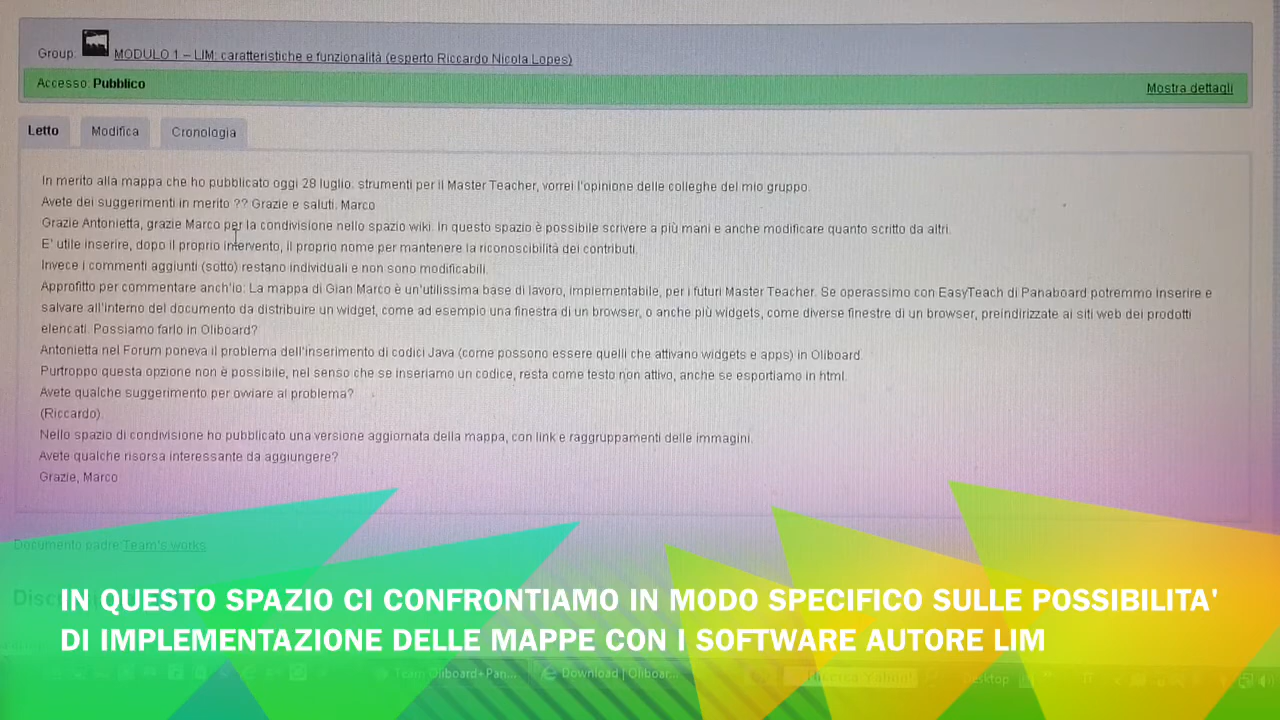 Group: MODULO 1 – LIM: caratteristiche e funzionalità (esperto Riccardo Nicola Lopes)
Accesso: Pubblico Mostra dettagli
Letto Modifica Cronologia
In merito alla mappa che ho pubblicato oggi 28 luglio: strumenti per il Master Teacher, vorrei l'opinione delle colleghe del mio gruppo.
Avete dei suggerimenti in merito ?? Grazie e saluti. Marco
Grazie Antonietta, grazie Marco per la condivisione nello spazio wiki. In questo spazio è possibile scrivere a più mani e anche modificare quanto scritto da altri.
E' utile inserire, dopo il proprio intervento, il proprio nome per mantenere la riconoscibilità dei contributi.
Invece i commenti aggiunti (sotto) restano individuali e non sono modificabili.
Approfitto per commentare anch'io: La mappa di Gian Marco è un'utilissima base di lavoro, implementabile, per i futuri Master Teacher. Se operassimo con EasyTeach di Panaboard potremmo inserire e
salvare all'interno del documento da distribuire un widget, come ad esempio una finestra di un browser, o anche più widgets, come diverse finestre di un browser, preindirizzate ai siti web dei prodotti
elencati. Possiamo farlo in Oliboard?
Antonietta nel Forum poneva il problema dell'inserimento di codici Java (come possono essere quelli che attivano widgets e apps) in Oliboard.
Purtroppo questa opzione non è possibile, nel senso che se inseriamo un codice, resta come testo non attivo, anche se esportiamo in html.
Avete qualche suggerimento per ovviare al problema?
(Riccardo).
Nello spazio di condivisione ho pubblicato una versione aggiornata della mappa, con link e raggruppamenti delle immagini.
Avete qualche risorsa interessante da aggiungere?
Grazie, Marco
Documento padre:Team's works
IN QUESTO SPAZIO CI CONFRONTIAMO IN MODO SPECIFICO SULLE POSSIBILITA'
DI IMPLEMENTAZIONE DELLE MAPPE CON I SOFTWARE AUTORE LIM
Team Oliboard+Pan... Download | Oliboar... Desktop